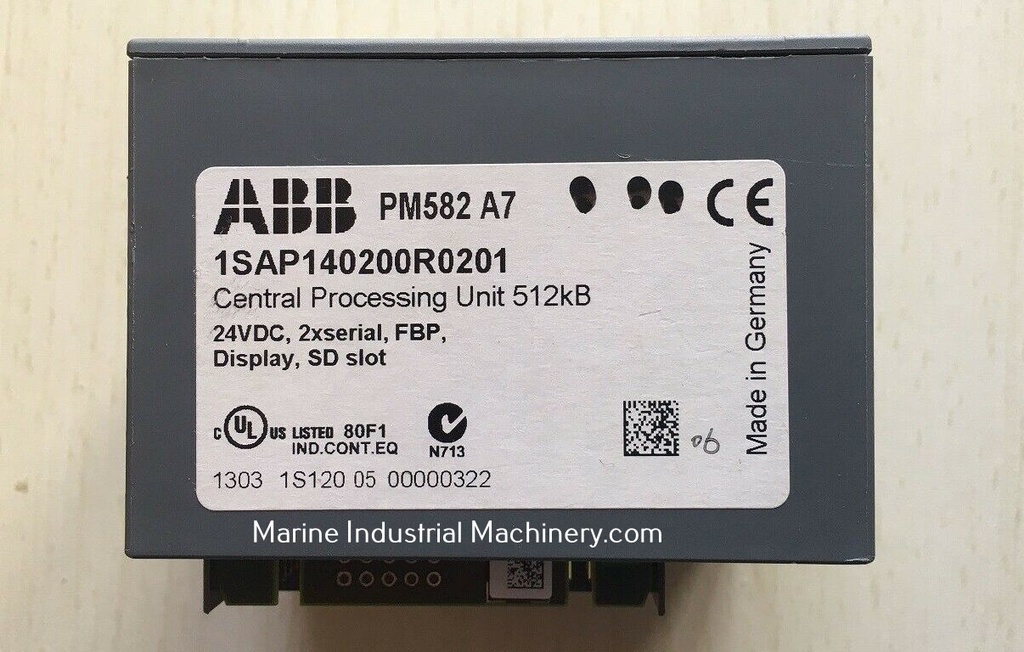 ABB PM582 A7 CE
1SAP140200R0201
Central Processing Unit 512kB
24VDC, 2xserial, FBP,
Display, SD slot
Made in Germany
C UL US LISTED 80F1
IND.CONT.EQ
N713
06
1303 1S120 05 00000322
Marine Industrial Machinery.com